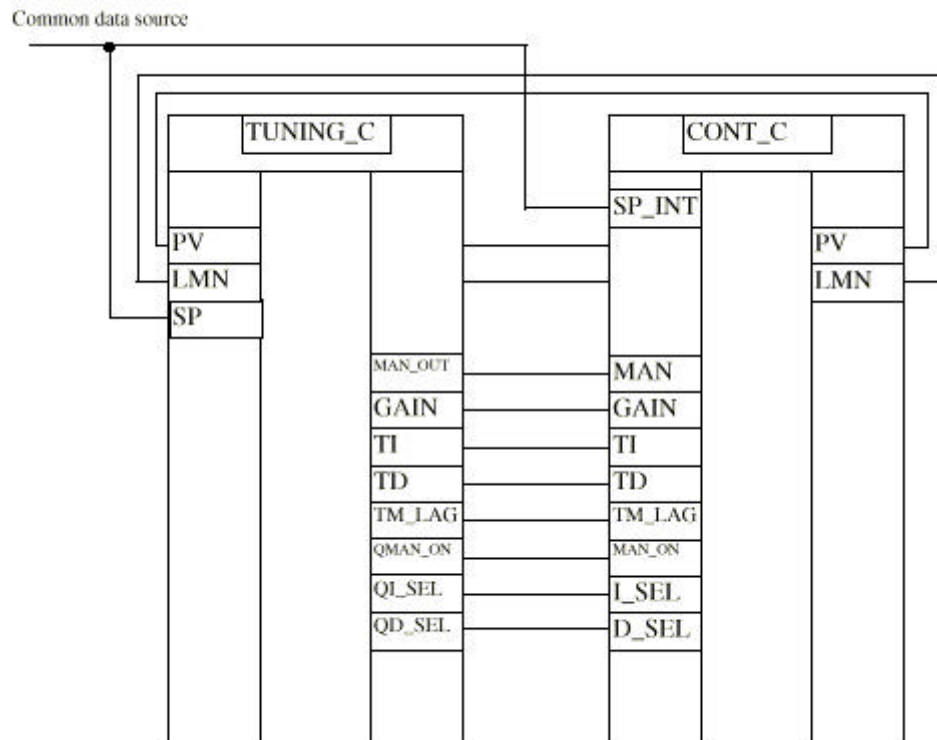 Common data source
TUNING_C
CONT_C
SP_INT
PV
LMN
SP
PV
LMN
MAN_OUT
GAIN
TI
TD
TM_LAG
QMAN_ON
QI_SEL
QD_SEL
MAN
GAIN
TI
TD
TM_LAG
MAN_ON
I_SEL
D_SEL